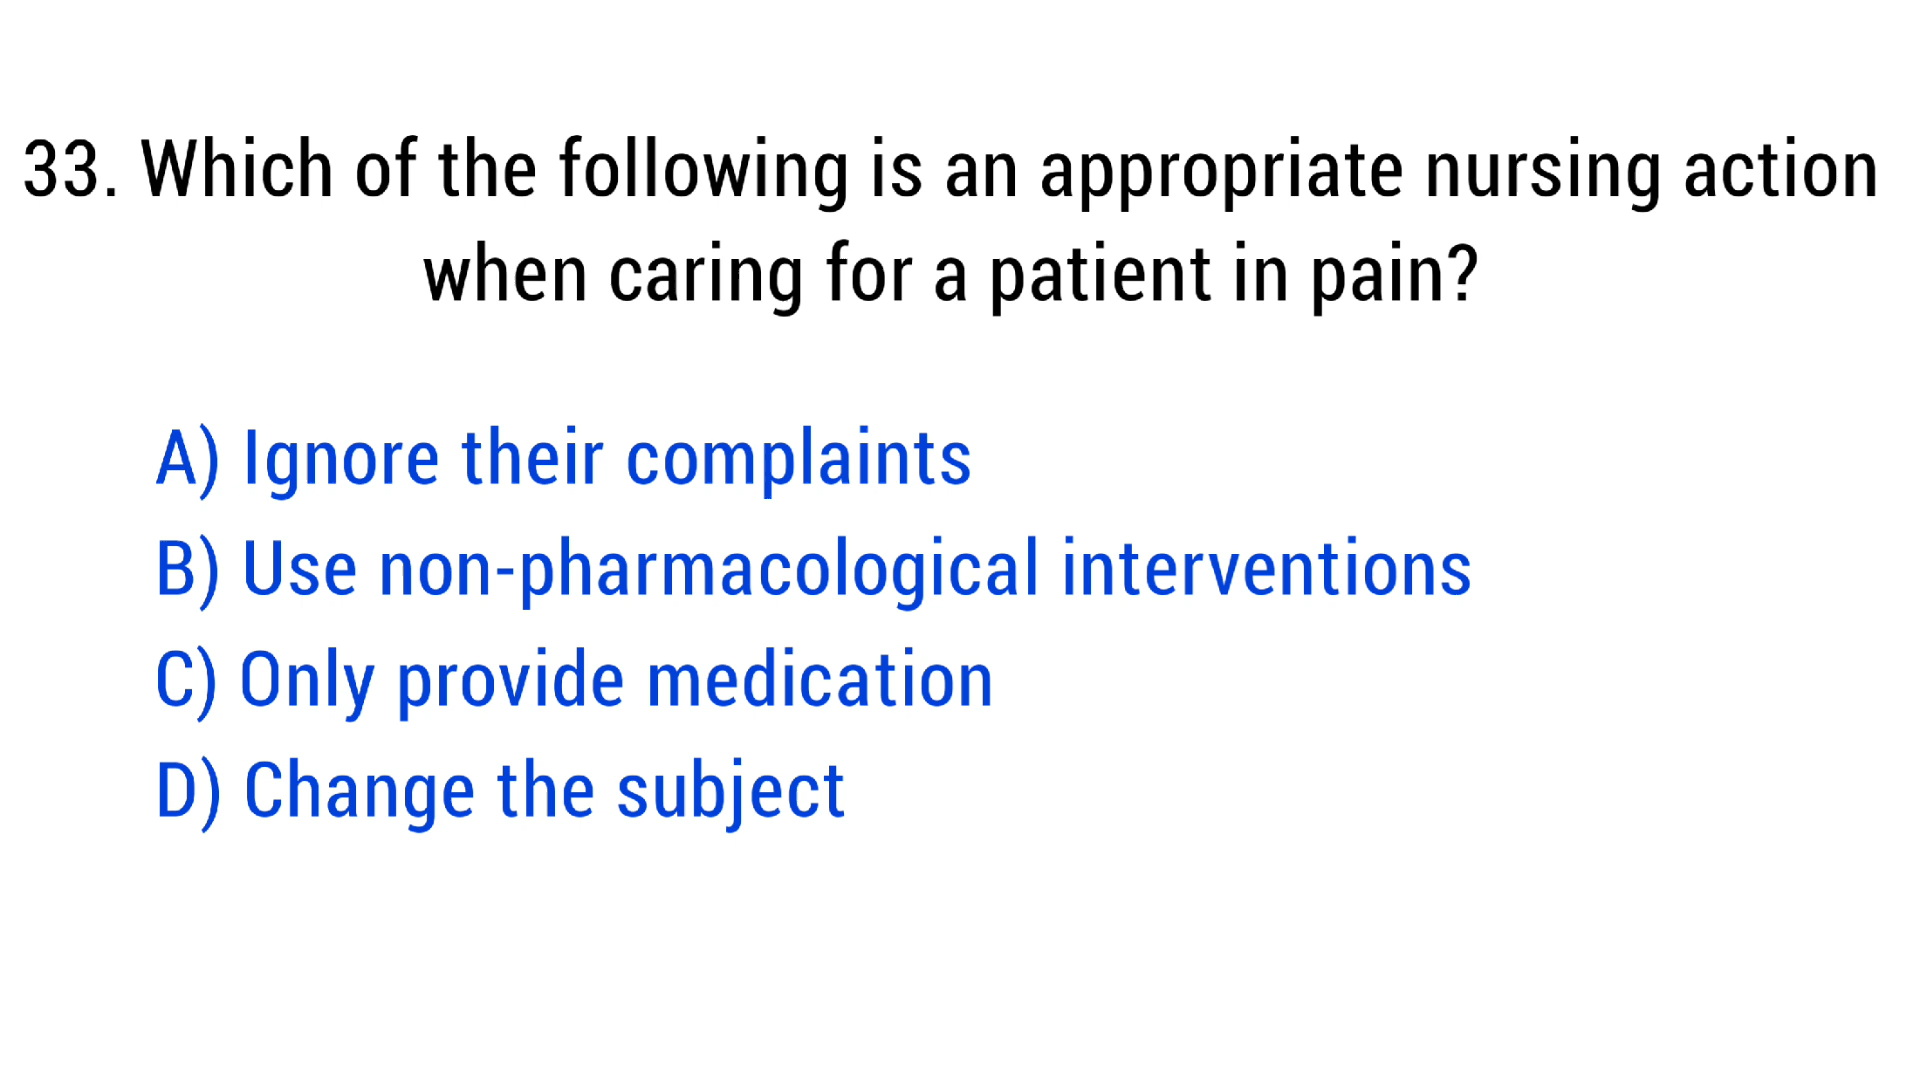 33. Which of the following is an appropriate nursing action
when caring for a patient in pain?
A) Ignore their complaints
B) Use non-pharmacological interventions
C) Only provide medication
D) Change the subject